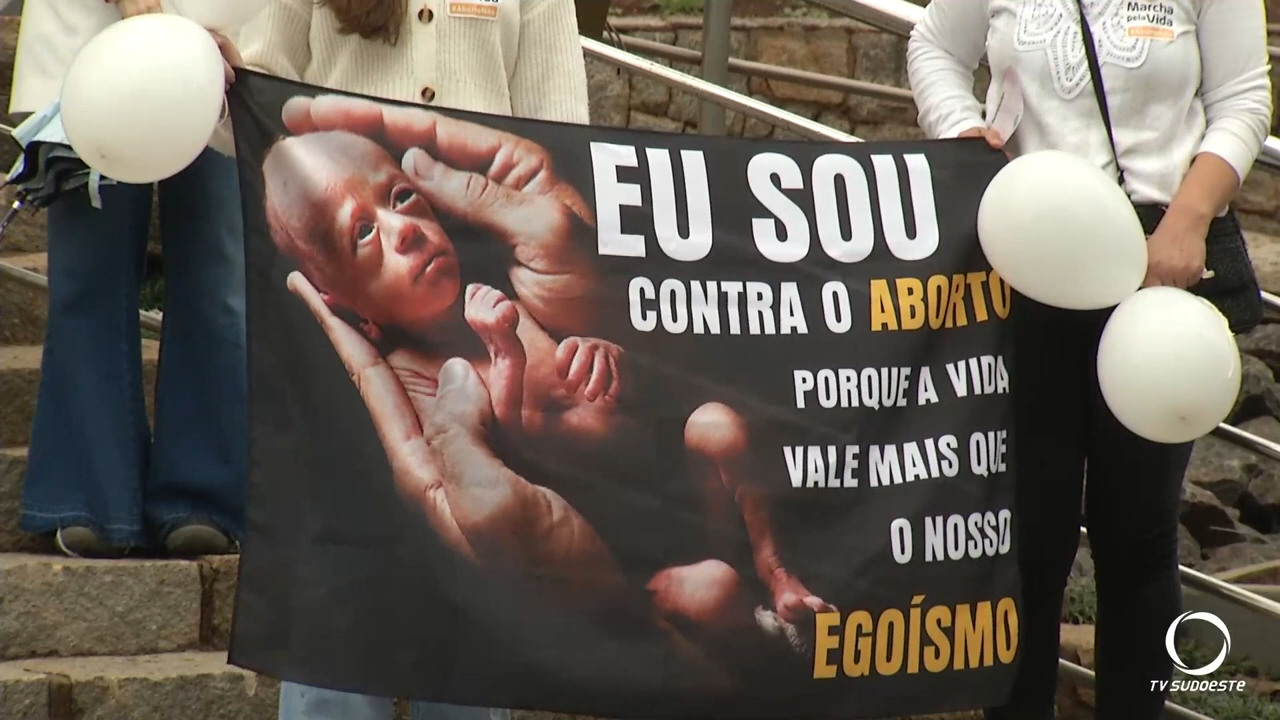 Marcha
pela Vida
EU SOU
CONTRA O ABORTO
PORQUE A VIDA
VALE MAIS QUE
O NOSSO
EGOÍSMO
TV SUDOESTE